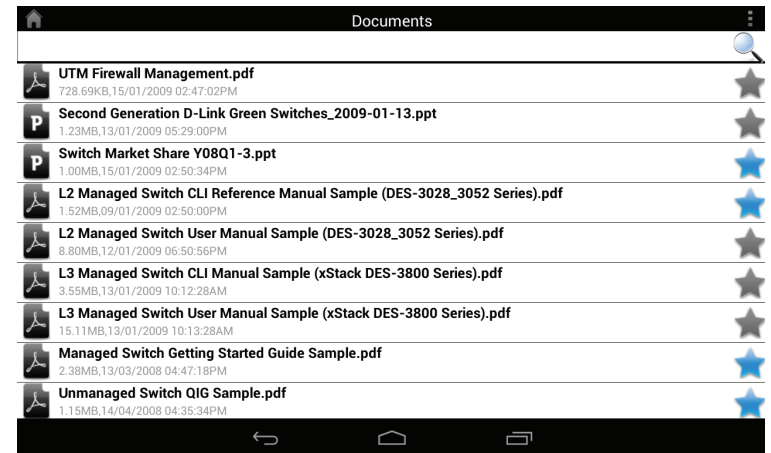 Documents
UTM Firewall Management.pdf
728.69KB,15/01/2009 02:47:02PM
P
Second Generation D-Link Green Switches_2009-01-13.ppt
1.23MB,13/01/2009 05:29:00PM
P
Switch Market Share Y08Q1-3.ppt
1.00MB,15/01/2009 02:50:34PM
L2 Managed Switch CLI Reference Manual Sample (DES-3028_3052 Series).pdf
1.52MB,09/01/2009 02:50:00PM
L2 Managed Switch User Manual Sample (DES-3028_3052 Series).pdf
8.80MB,12/01/2009 06:50:56PM
L3 Managed Switch CLI Manual Sample (xStack DES-3800 Series).pdf
3.55MB,13/01/2009 10:12:28AM
L3 Managed Switch User Manual Sample (xStack DES-3800 Series).pdf
15.11MB,13/01/2009 10:13:28AM
Managed Switch Getting Started Guide Sample.pdf
2.38MB,13/03/2008 04:47:18PM
Unmanaged Switch QIG Sample.pdf
1.15MB,14/04/2008 04:35:34PM